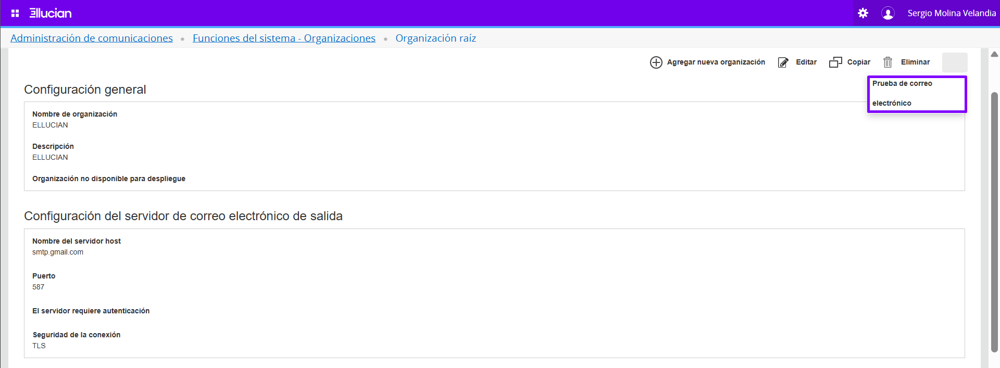 Ellucian
Sergio Molina Velandia
Administración de comunicaciones • Funciones del sistema - Organizaciones • Organización raíz
Agregar nueva organización Editar Copiar Eliminar
Prueba de correo
electrónico
Configuración general
Nombre de organización
ELLUCIAN
Descripción
ELLUCIAN
Organización no disponible para despliegue
Configuración del servidor de correo electrónico de salida
Nombre del servidor host
smtp.gmail.com
Puerto
587
El servidor requiere autenticación
Seguridad de la conexión
TLS